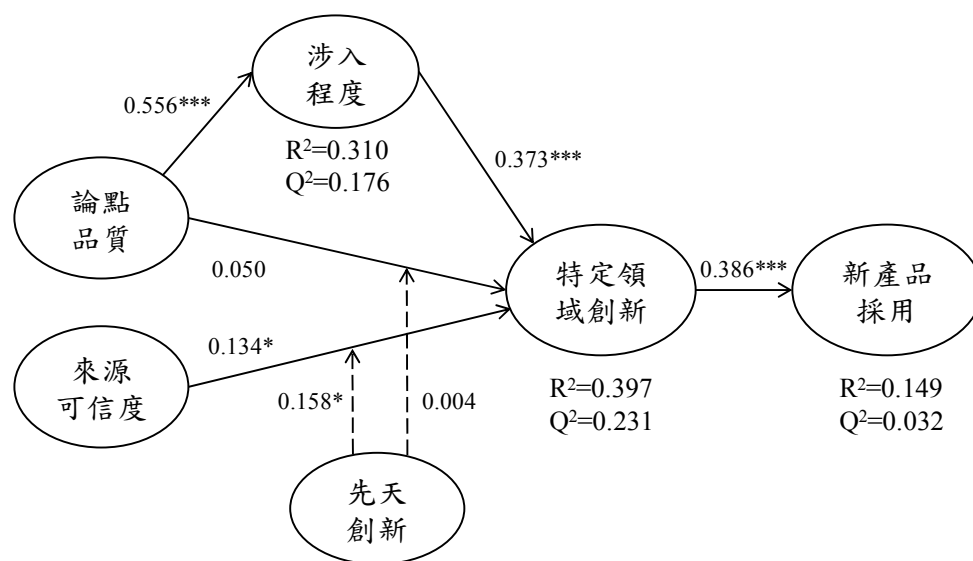 涉入
程度
0.556***
R²=0.310
Q²=0.176
0.373***
論點
品質
0.050
特定領
域創新
0.386***
新產品
採用
來源
可信度
0.134*
0.158*
0.004
R²=0.397
Q²=0.231
R²=0.149
Q²=0.032
先天
創新